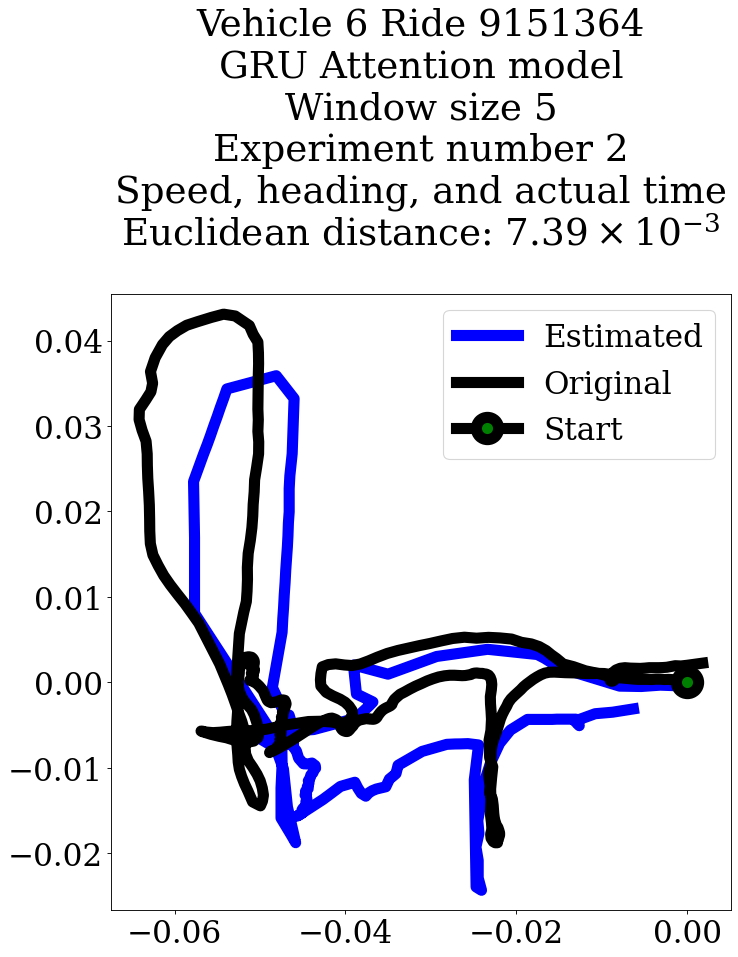 Vehicle 6 Ride 9151364
GRU Attention model
Window size 5
Experiment number 2
Speed, heading, and actual time
Euclidean distance: 7.39 × 10⁻³
Estimated
Original
Start
0.04
0.03
0.02
0.01
0.00
−0.01
−0.02
−0.06 −0.04 −0.02 0.00